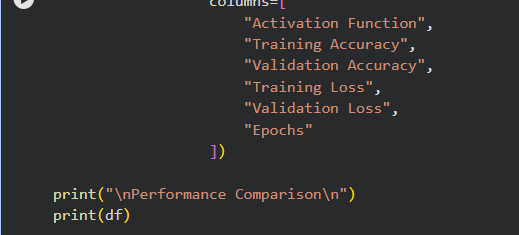 columns=[
"Activation Function",
"Training Accuracy",
"Validation Accuracy",
"Training Loss",
"Validation Loss",
"Epochs"
])
print("\nPerformance Comparison\n")
print(df)